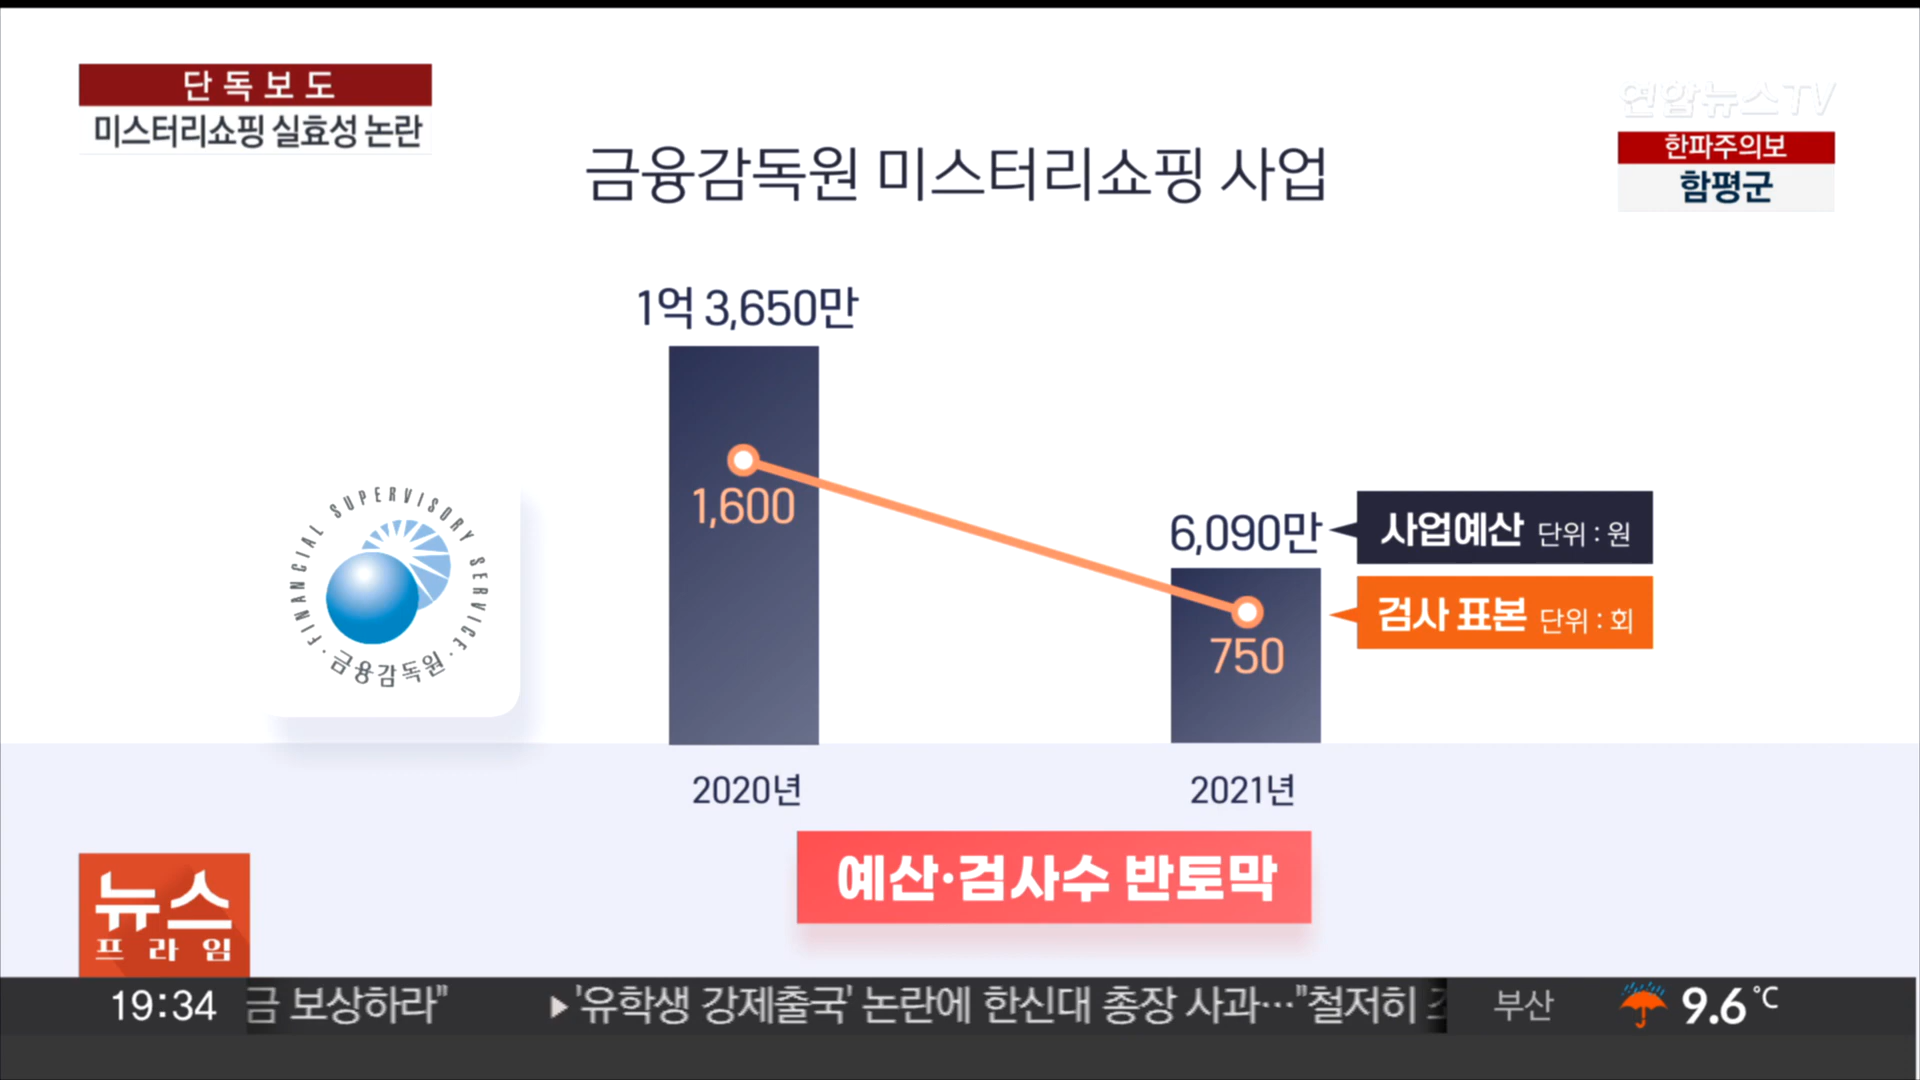 단독보도
미스터리쇼핑 실효성 논란
연합뉴스TV
한파주의보
함평군
금융감독원 미스터리쇼핑 사업
1억 3,650만
1,600
6,090만
750
사업예산 단위 : 원
검사 표본 단위 : 회
FINANCIAL SUPERVISORY SERVICE
금융감독원
2020년
2021년
예산·검사수 반토막
뉴스
프라임
19:34 금 보상하라” ▶'유학생 강제출국' 논란에 한신대 총장 사과…"철저히 부산 9.6℃